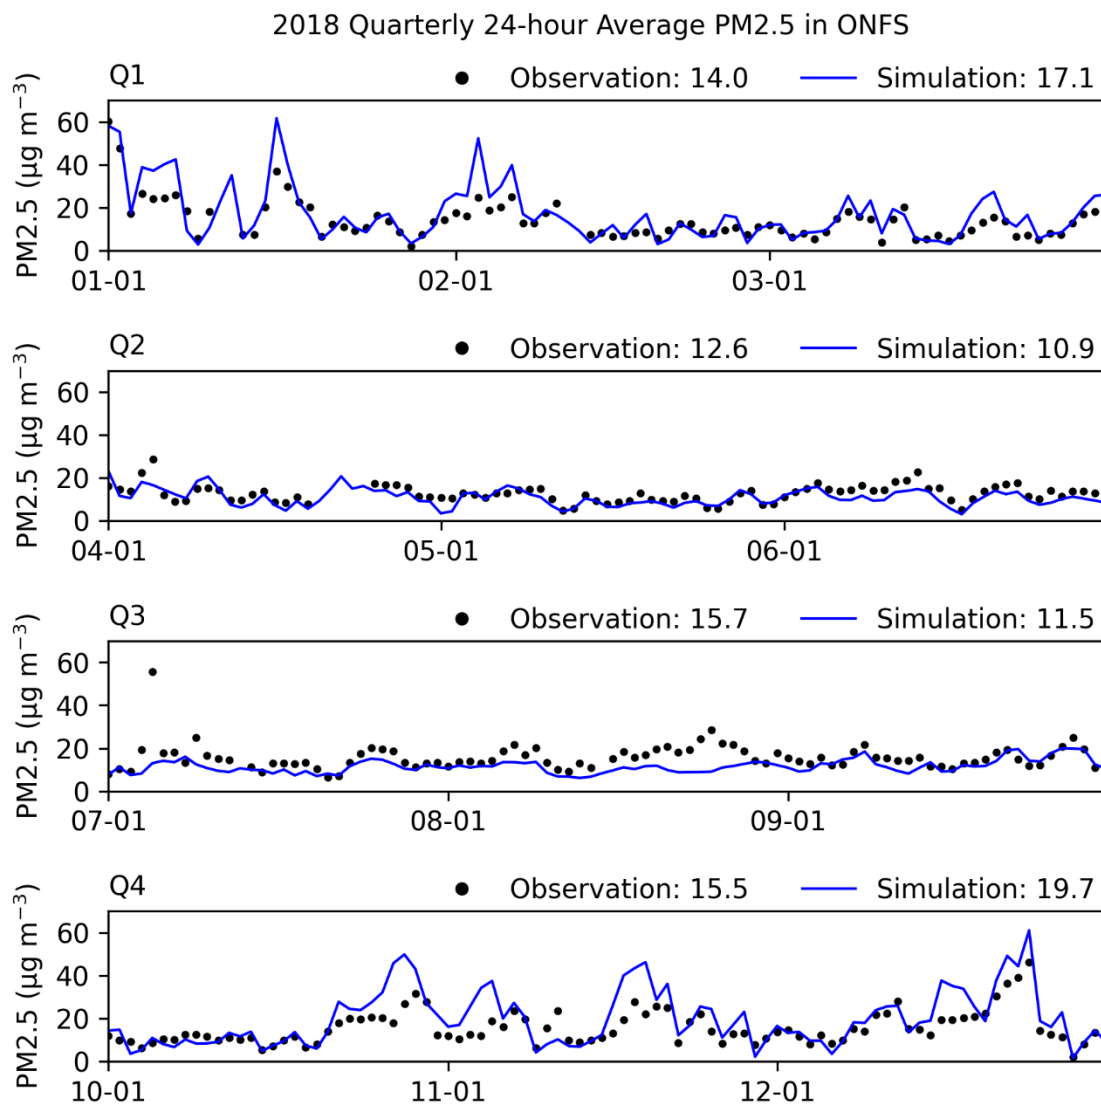 2018 Quarterly 24-hour Average PM2.5 in ONFS
Q1 Observation: 14.0 Simulation: 17.1
PM2.5 (μg m⁻³)
60
40
20
0
01-01 02-01 03-01
Q2 Observation: 12.6 Simulation: 10.9
PM2.5 (μg m⁻³)
60
40
20
0
04-01 05-01 06-01
Q3 Observation: 15.7 Simulation: 11.5
PM2.5 (μg m⁻³)
60
40
20
0
07-01 08-01 09-01
Q4 Observation: 15.5 Simulation: 19.7
PM2.5 (μg m⁻³)
60
40
20
0
10-01 11-01 12-01